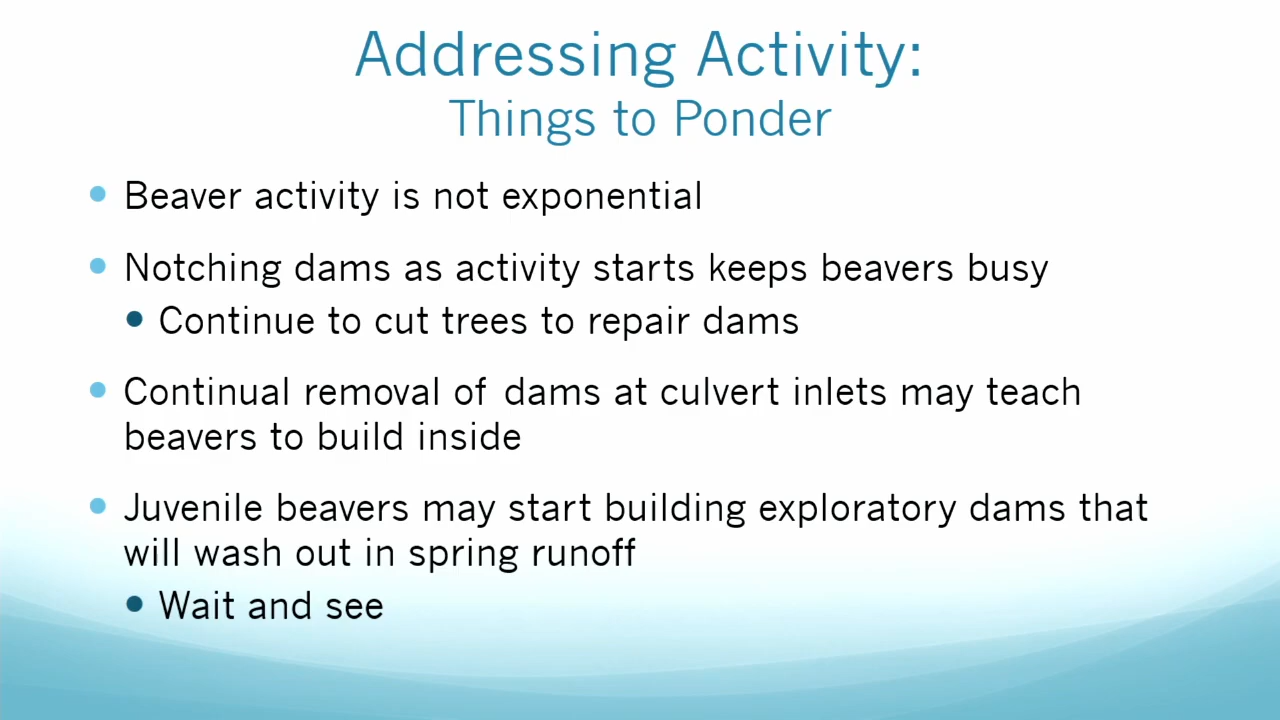 Addressing Activity:
Things to Ponder
• Beaver activity is not exponential
• Notching dams as activity starts keeps beavers busy
• Continue to cut trees to repair dams
• Continual removal of dams at culvert inlets may teach
beavers to build inside
• Juvenile beavers may start building exploratory dams that
will wash out in spring runoff
• Wait and see